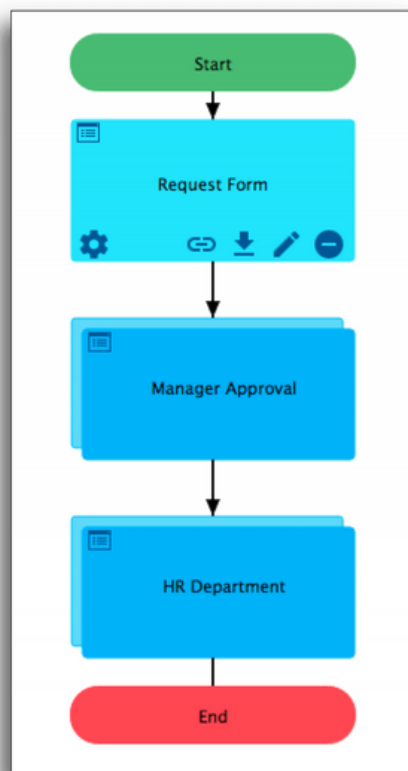 Start
Request Form
Manager Approval
HR Department
End